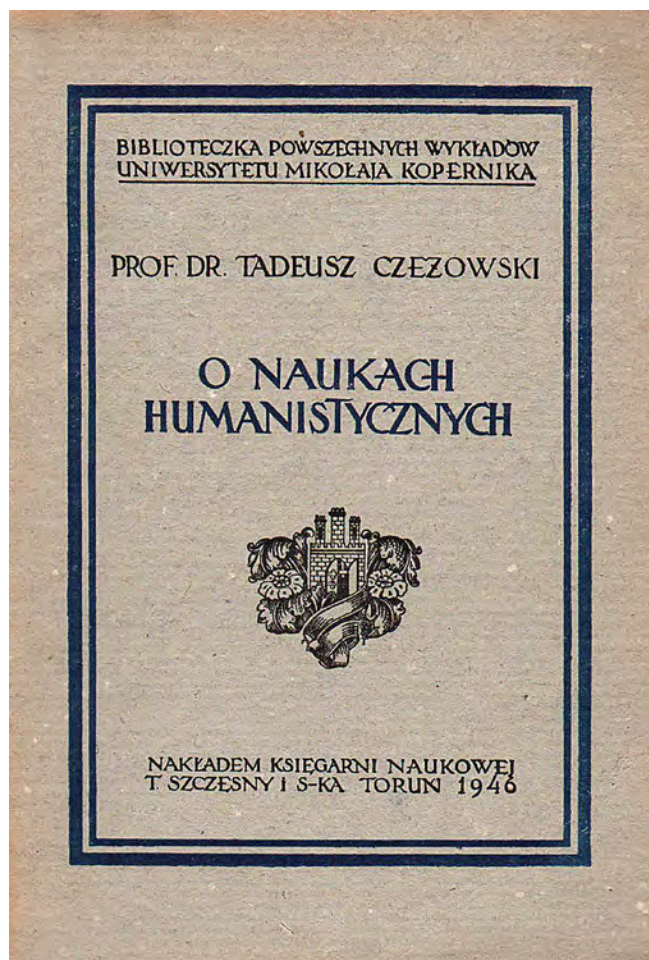 BIBLIOTECZKA POWSZECHNYCH WYKŁADÓW
UNIWERSYTETU MIKOŁAJA KOPERNIKA
PROF. DR. TADEUSZ CZEŻOWSKI
O NAUKACH
HUMANISTYCZNYCH
NAKŁADEM KSIĘGARNI NAUKOWEJ
T. SZCZĘSNY I S-KA TORUŃ 1946